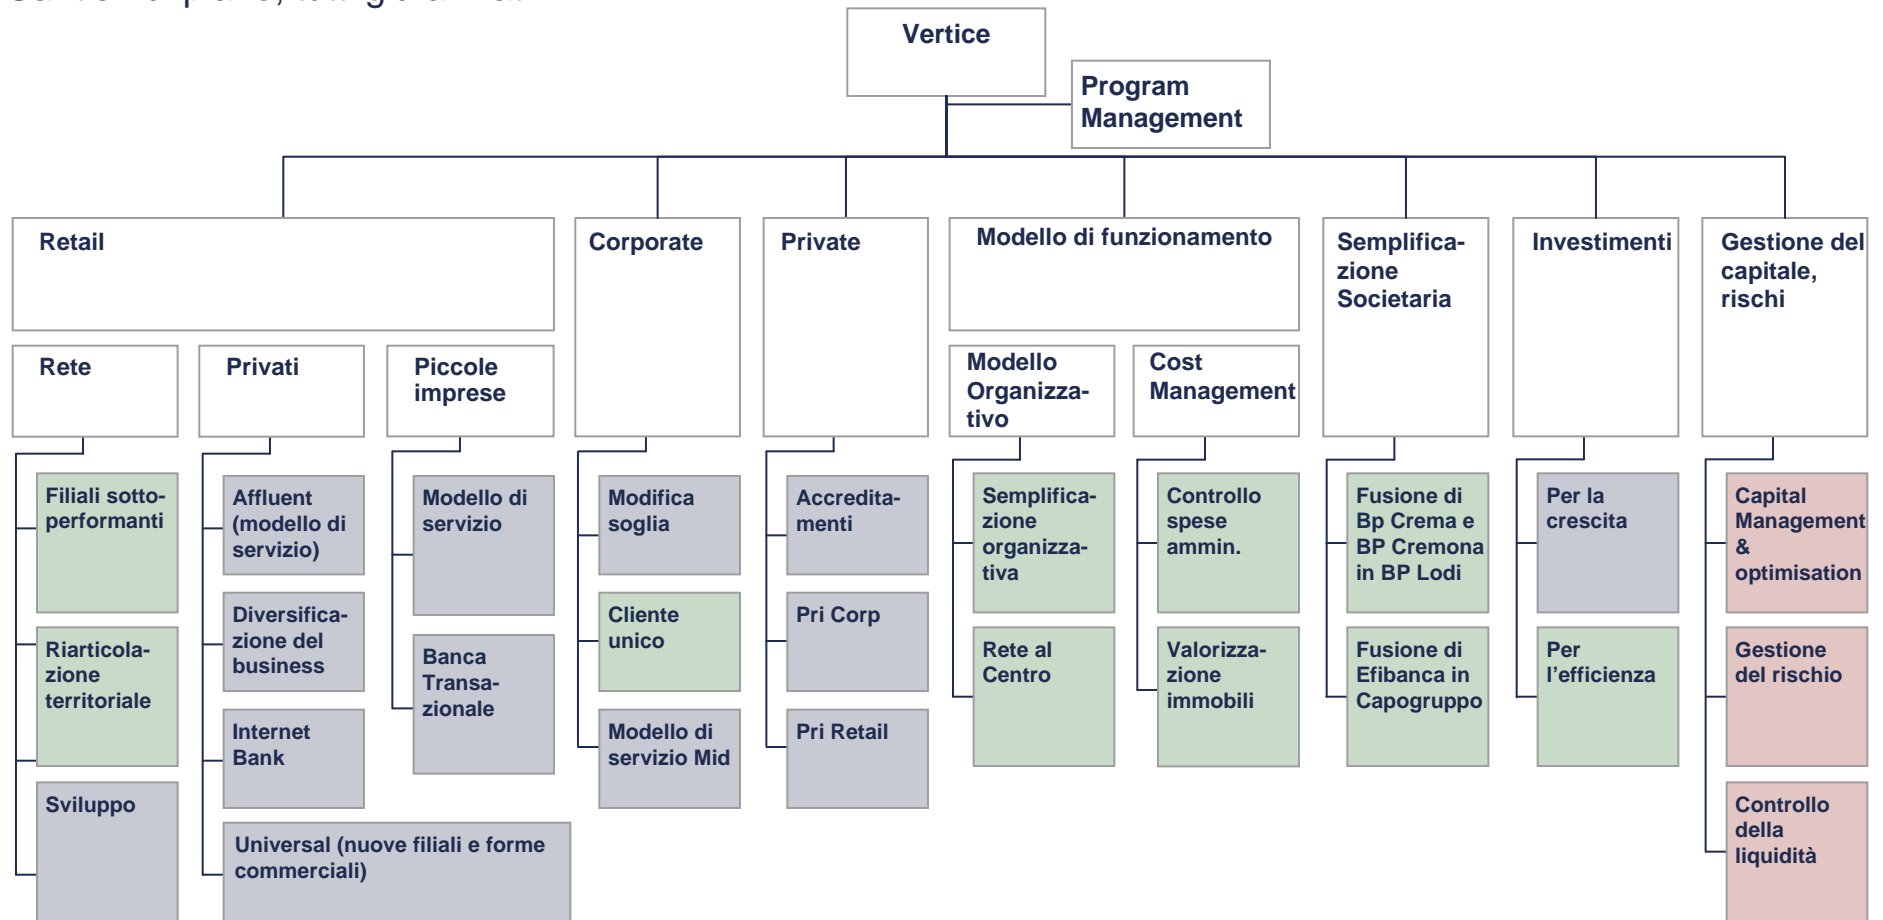 Vertice
Program
Management
Retail
Corporate
Private
Modello di funzionamento
Semplifica-
zione
Societaria
Investimenti
Gestione del
capitale,
rischi
Rete
Privati
Piccole
imprese
Modello
Organizza-
tivo
Cost
Management
Filiali sotto-
performanti
Riarticola-
zione
territoriale
Sviluppo
Affluent
(modello di
servizio)
Diversifica-
zione del
business
Internet
Bank
Universal (nuove filiali e forme
commerciali)
Modello di
servizio
Banca
Transa-
zionale
Modifica
soglia
Cliente
unico
Modello di
servizio Mid
Accredita-
menti
Pri Corp
Pri Retail
Semplifica-
zione
organizza-
tiva
Rete al
Centro
Controllo
spese
ammin.
Valorizza-
zione
immobili
Fusione di
Bp Crema e
BP Cremona
in BP Lodi
Fusione di
Efibanca in
Capogruppo
Per la
crescita
Per
l'efficienza
Capital
Management
&
optimisation
Gestione
del rischio
Controllo
della
liquidità